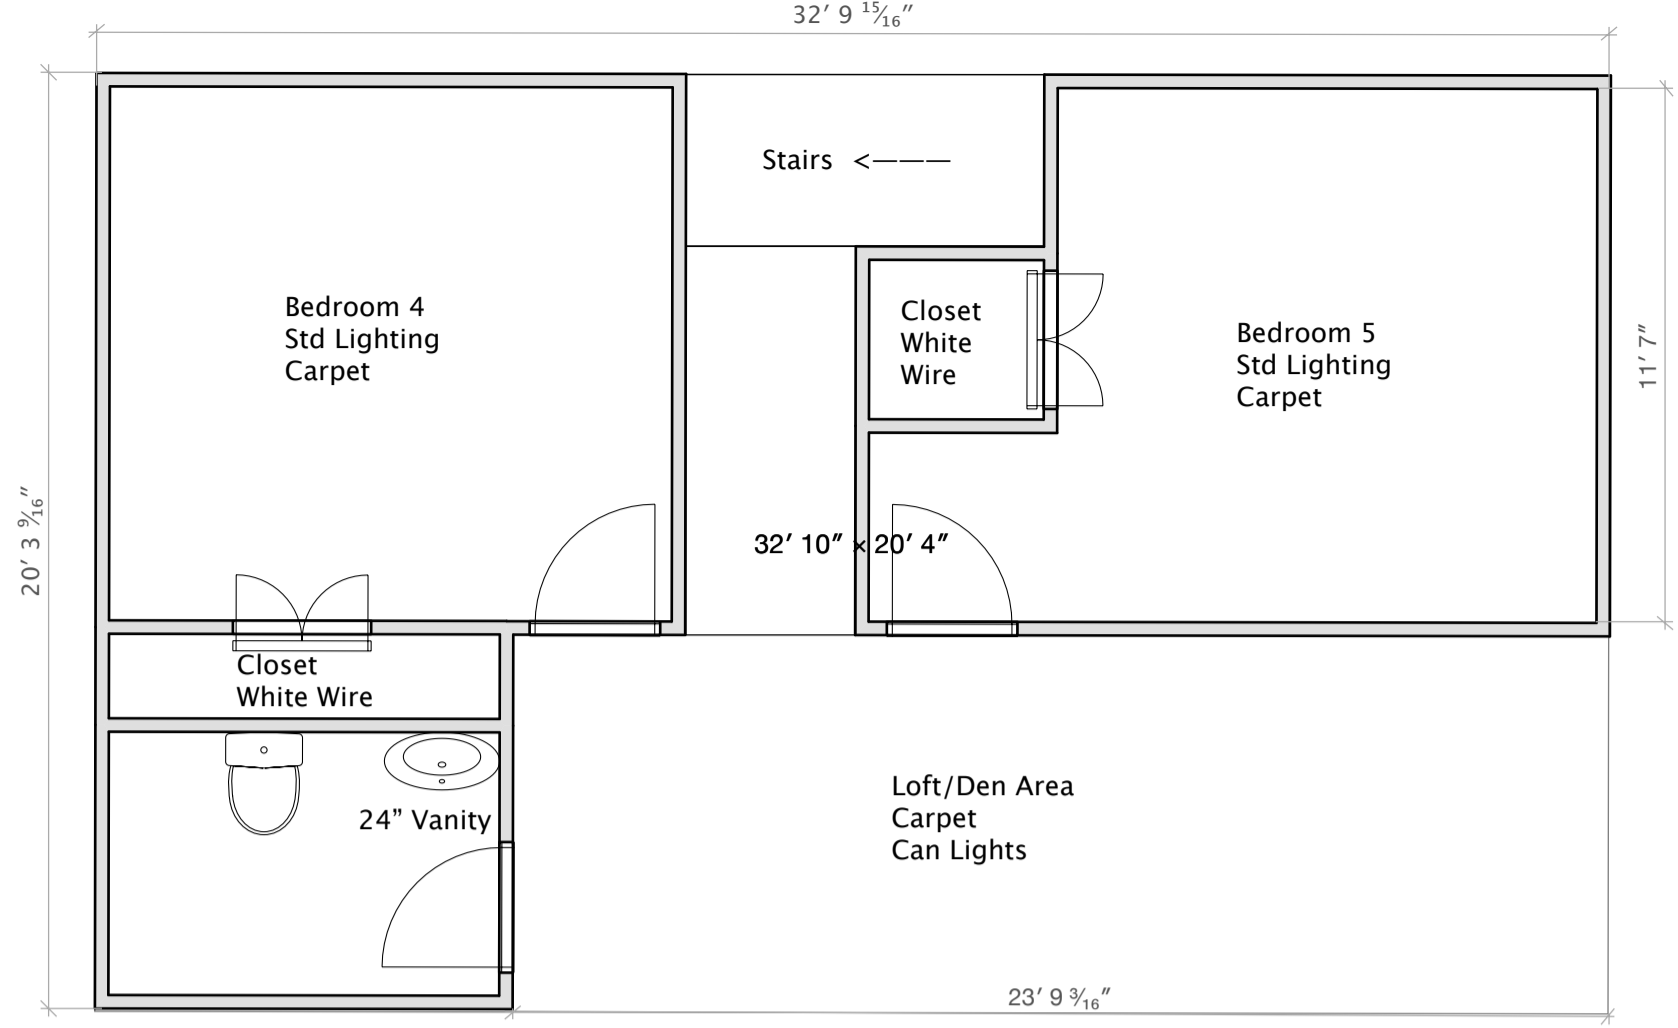 32′ 9 15⁄16″
Stairs <———
Bedroom 4
Std Lighting
Carpet
Closet
White
Wire
Bedroom 5
Std Lighting
Carpet
11′ 7″
20′ 3 9⁄16″
32′ 10″ × 20′ 4″
Closet
White Wire
24” Vanity
Loft/Den Area
Carpet
Can Lights
23′ 9 3⁄16″